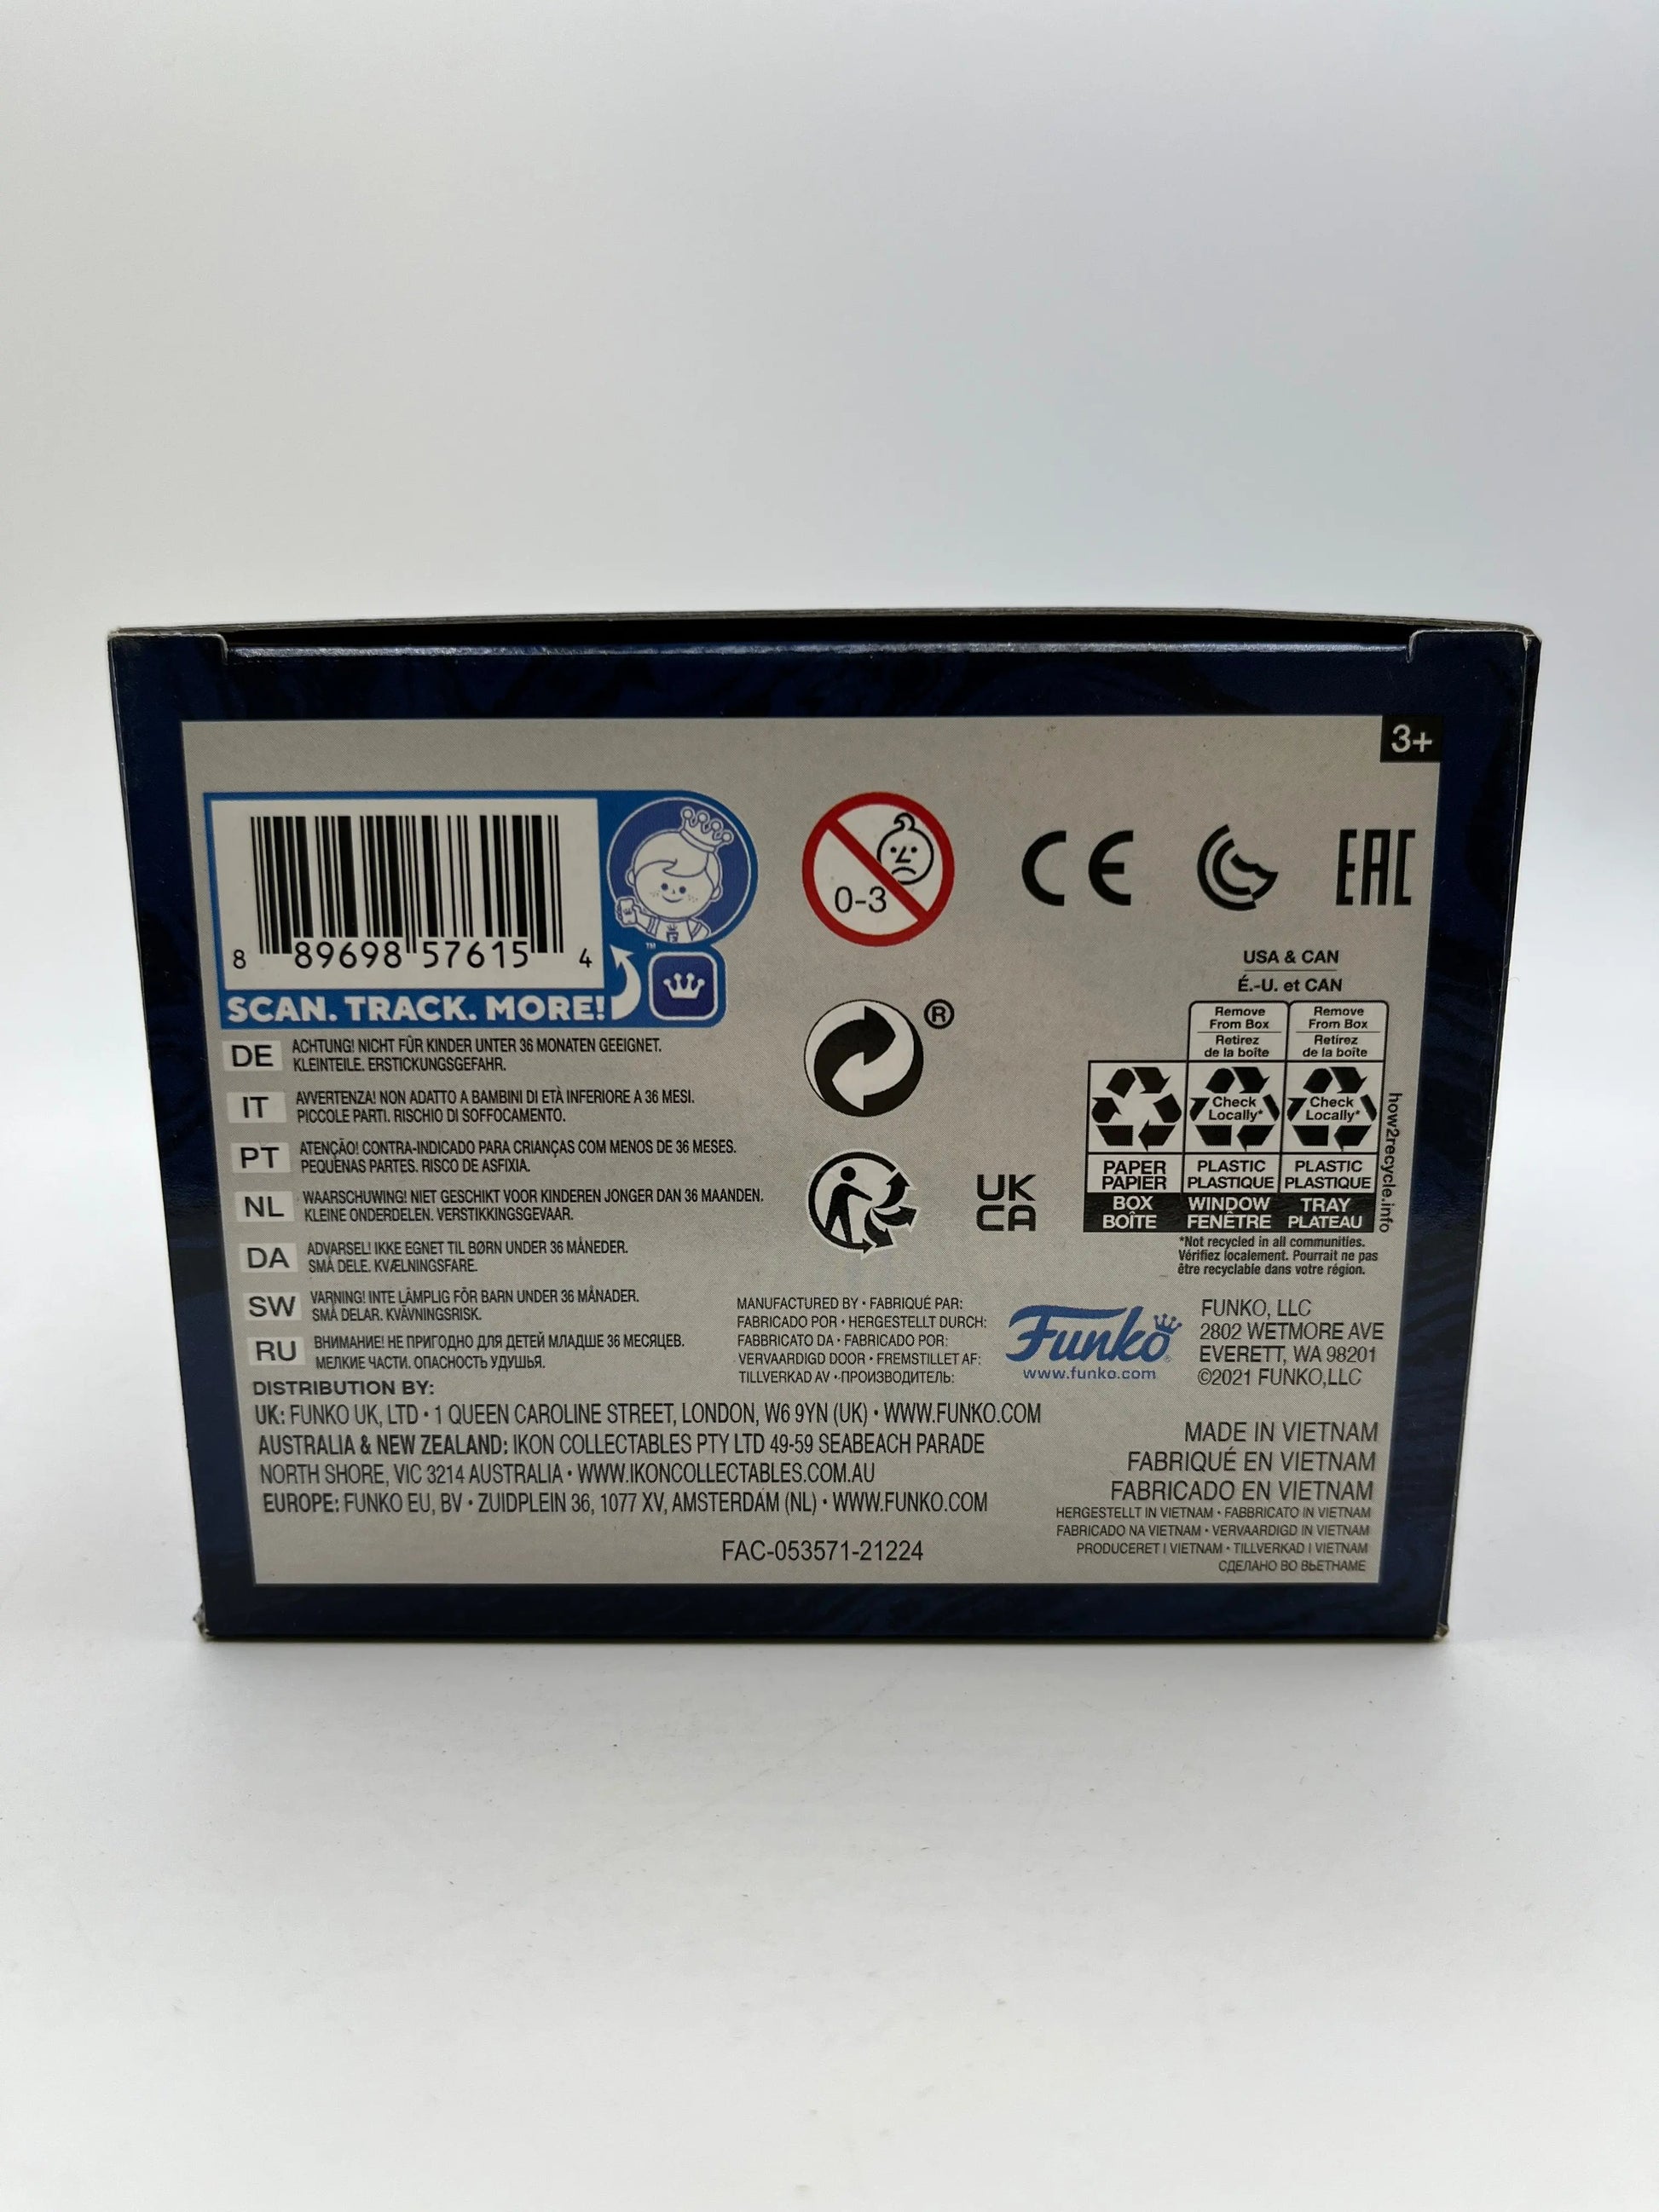 3+
8 89698 57615 4
™
SCAN. TRACK. MORE!
0-3
CE
EAC
®
DE ACHTUNG! NICHT FÜR KINDER UNTER 36 MONATEN GEEIGNET.
KLEINTEILE. ERSTICKUNGSGEFAHR.
IT AVVERTENZA! NON ADATTO A BAMBINI DI ETÀ INFERIORE A 36 MESI.
PICCOLE PARTI. RISCHIO DI SOFFOCAMENTO.
PT ATENÇÃO! CONTRA-INDICADO PARA CRIANÇAS COM MENOS DE 36 MESES.
PEQUENAS PARTES. RISCO DE ASFIXIA.
NL WAARSCHUWING! NIET GESCHIKT VOOR KINDEREN JONGER DAN 36 MAANDEN.
KLEINE ONDERDELEN. VERSTIKKINGSGEVAAR.
DA ADVARSEL! IKKE EGNET TIL BØRN UNDER 36 MÅNEDER.
SMÅ DELE. KVÆLNINGSFARE.
SW VARNING! INTE LÄMPLIG FÖR BARN UNDER 36 MÅNADER.
SMÅ DELAR. KVÄVNINGSRISK.
RU ВНИМАНИЕ! НЕ ПРИГОДНО ДЛЯ ДЕТЕЙ МЛАДШЕ 36 МЕСЯЦЕВ.
МЕЛКИЕ ЧАСТИ. ОПАСНОСТЬ УДУШЬЯ.
UK
CA
USA & CAN
É.-U. et CAN
Remove
From Box
Retirez
de la boîte
Remove
From Box
Retirez
de la boîte
Check
Locally*
Check
Locally*
PAPER
PAPIER
BOX
BOÎTE
PLASTIC
PLASTIQUE
WINDOW
FENÊTRE
PLASTIC
PLASTIQUE
TRAY
PLATEAU
how2recycle.info
*Not recycled in all communities.
Vérifiez localement. Pourrait ne pas
être recyclable dans votre région.
MANUFACTURED BY • FABRIQUÉ PAR:
FABRICADO POR • HERGESTELLT DURCH:
FABBRICATO DA • FABRICADO POR:
VERVAARDIGD DOOR • FREMSTILLET AF:
TILLVERKAD AV • ПРОИЗВОДИТЕЛЬ:
Funko
www.funko.com
FUNKO, LLC
2802 WETMORE AVE
EVERETT, WA 98201
©2021 FUNKO,LLC
DISTRIBUTION BY:
UK: FUNKO UK, LTD • 1 QUEEN CAROLINE STREET, LONDON, W6 9YN (UK) • WWW.FUNKO.COM
AUSTRALIA & NEW ZEALAND: IKON COLLECTABLES PTY LTD 49-59 SEABEACH PARADE
NORTH SHORE, VIC 3214 AUSTRALIA • WWW.IKONCOLLECTABLES.COM.AU
EUROPE: FUNKO EU, BV • ZUIDPLEIN 36, 1077 XV, AMSTERDAM (NL) • WWW.FUNKO.COM
MADE IN VIETNAM
FABRIQUÉ EN VIETNAM
FABRICADO EN VIETNAM
HERGESTELLT IN VIETNAM • FABBRICATO IN VIETNAM
FABRICADO NA VIETNAM • VERVAARDIGD IN VIETNAM
PRODUCERET I VIETNAM • TILLVERKAD I VIETNAM
СДЕЛАНО ВО ВЬЕТНАМЕ
FAC-053571-21224